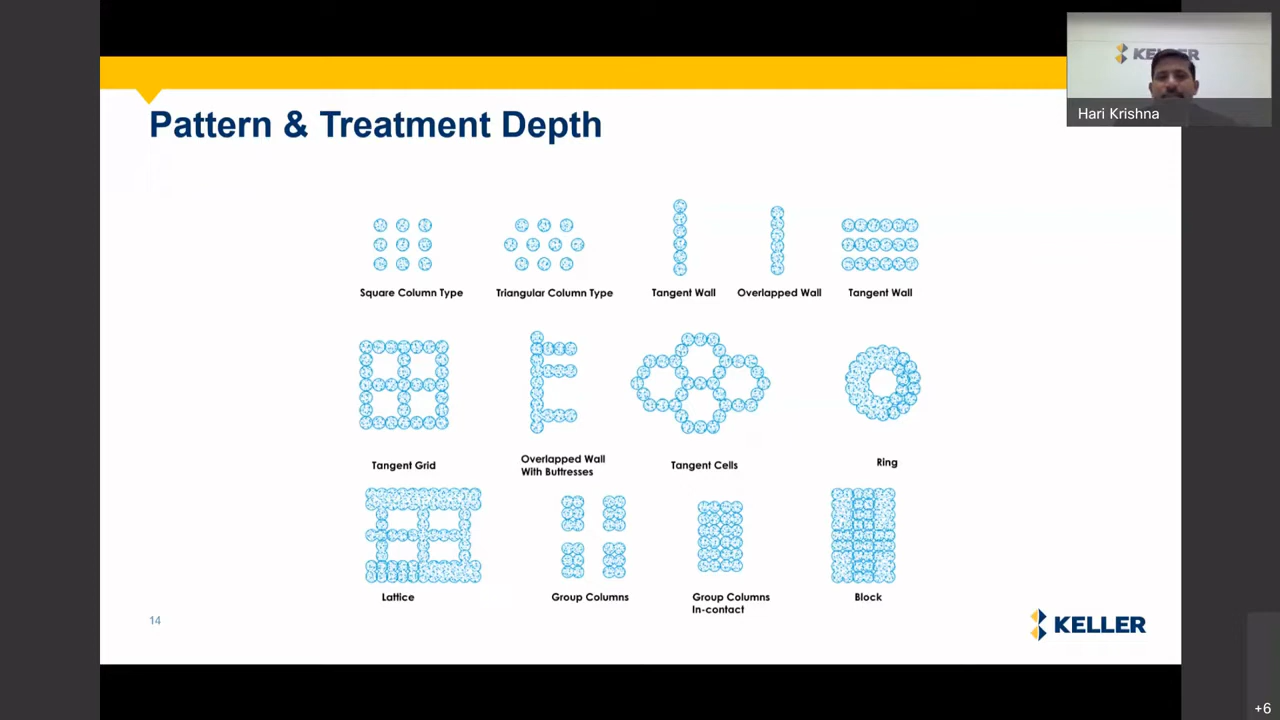 KELLER
Hari Krishna
Pattern & Treatment Depth
Square Column Type
Triangular Column Type
Tangent Wall
Overlapped Wall
Tangent Wall
Tangent Grid
Overlapped Wall
With Buttresses
Tangent Cells
Ring
Lattice
Group Columns
Group Columns
In-contact
Block
14
KELLER
+6